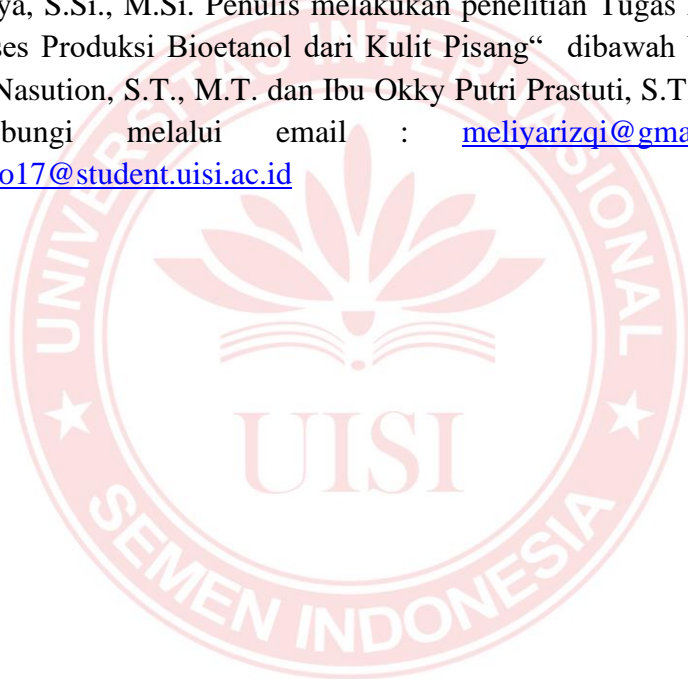 ya, S.Si., M.Si. Penulis melakukan penelitian Tugas
ses Produksi Bioetanol dari Kulit Pisang“ dibawah
Nasution, S.T., M.T. dan Ibu Okky Putri Prastuti, S.T
bungi melalui email : meliyarizqi@gma
o17@student.uisi.ac.id
UNIVERSITAS INTERNASIONAL
UISI
SEMEN INDONESIA